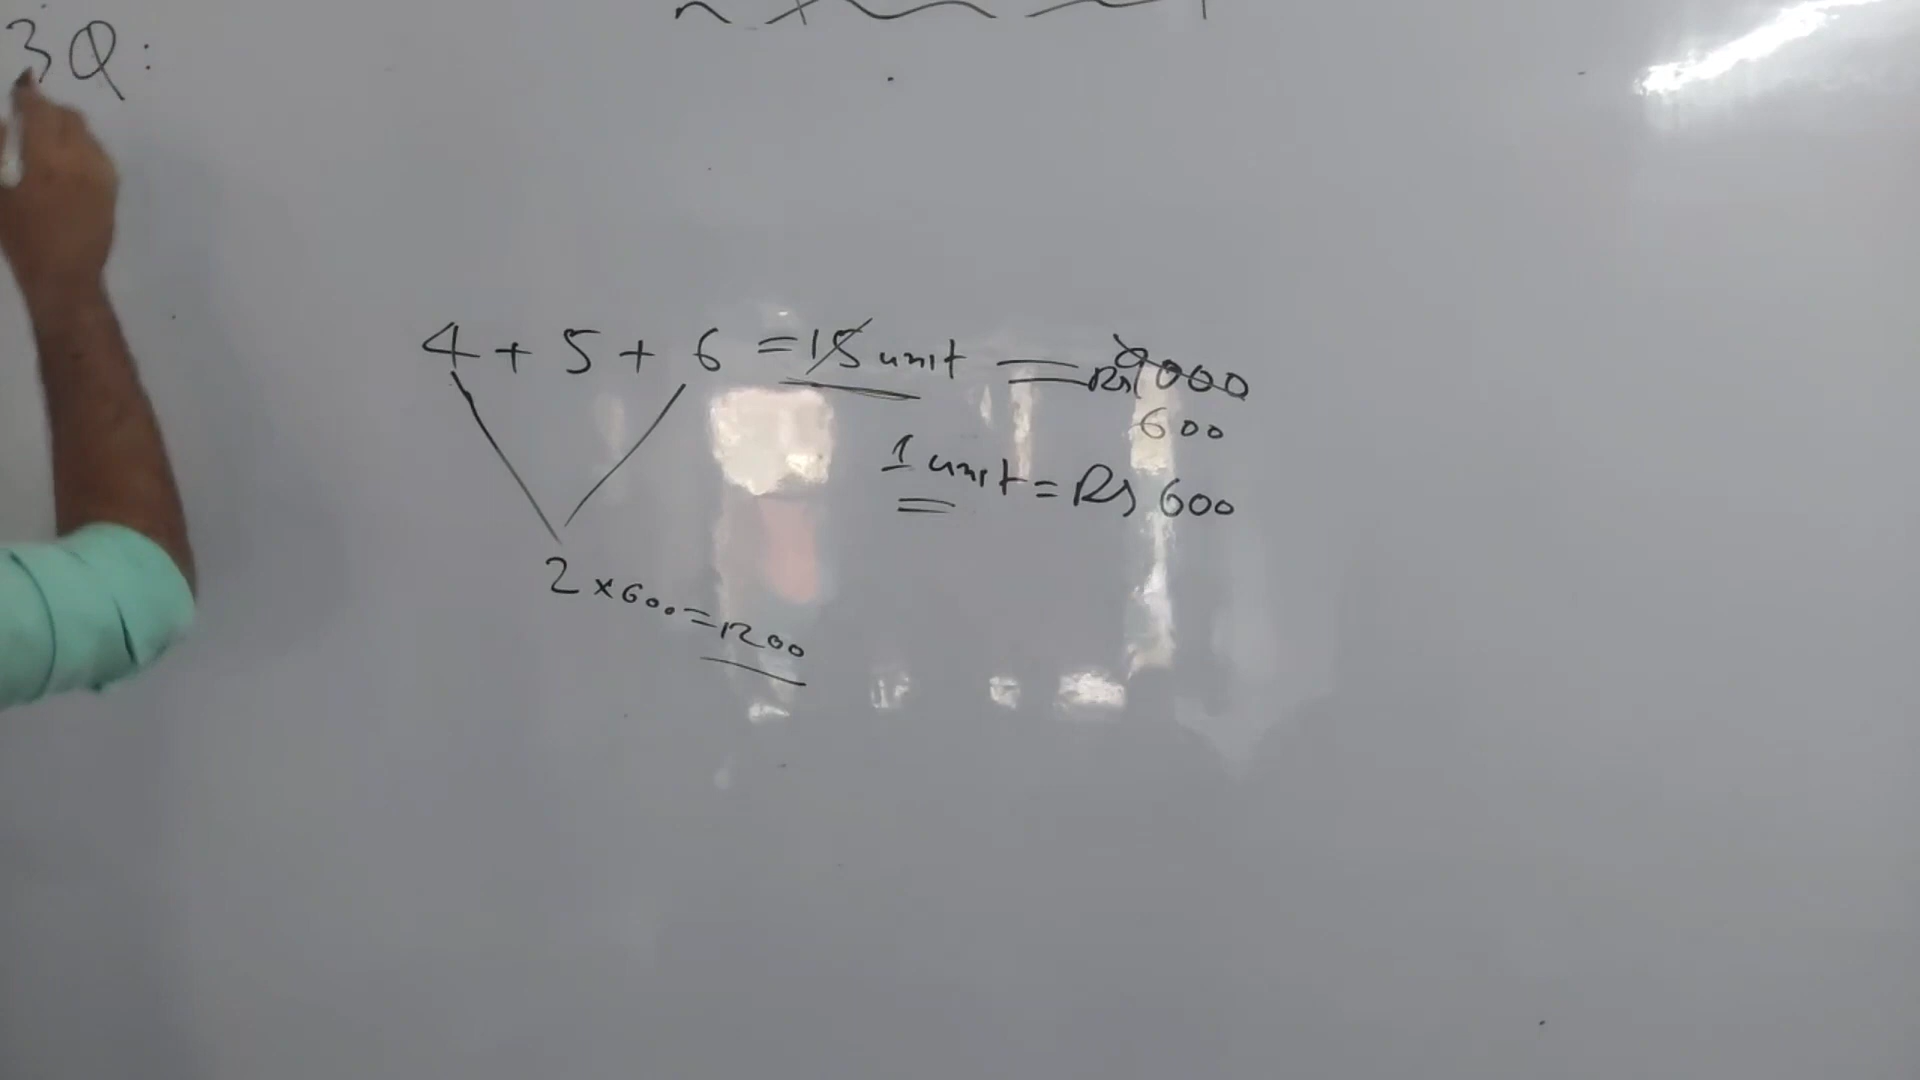 3Q:
4 + 5 + 6 = 15 unit = Rs 9000
600
1 unit = Rs 600
2 × 600 = 1200